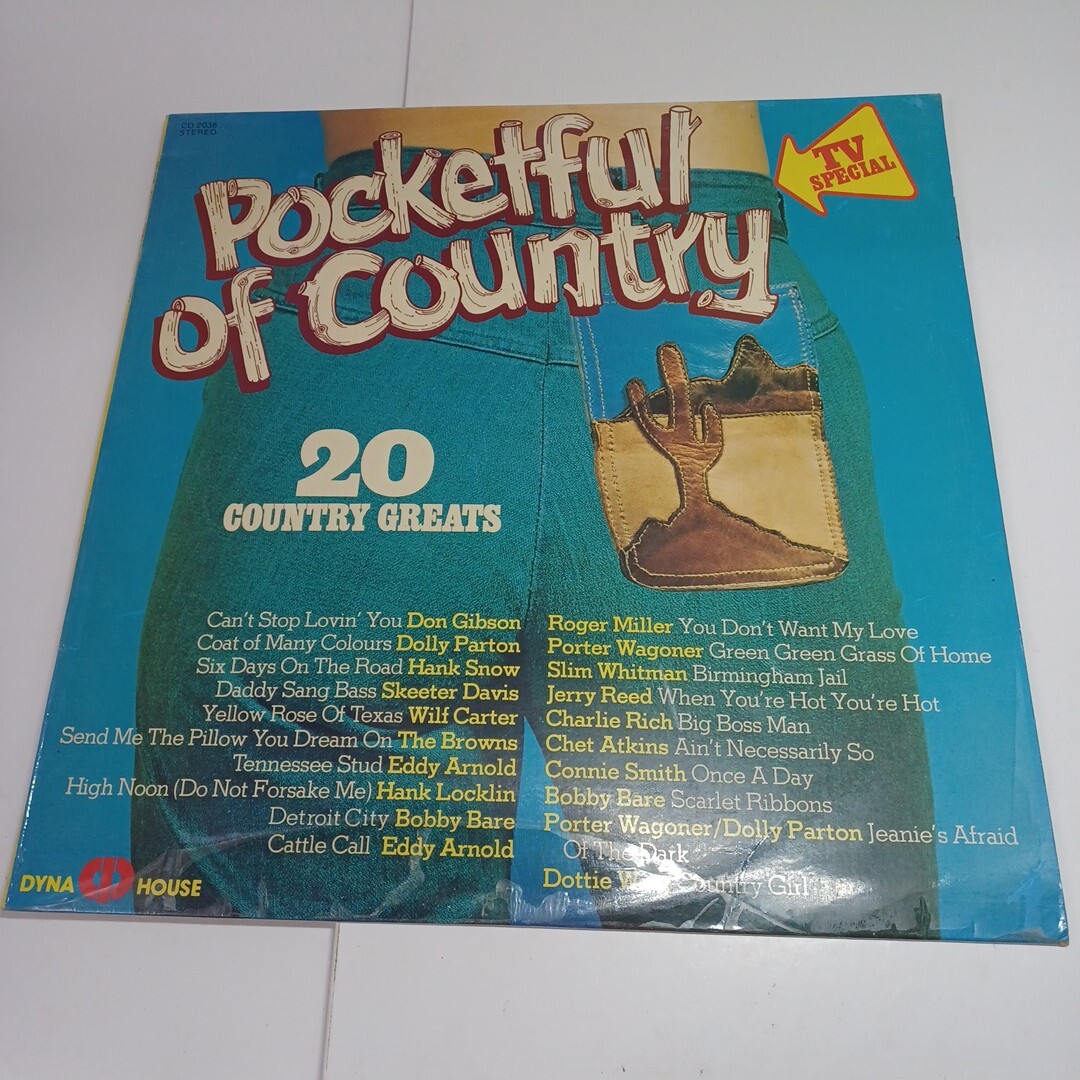 CD 2036
STEREO
Pocketful
of Country
TV
SPECIAL
20
COUNTRY GREATS
Can't Stop Lovin' You Don Gibson
Coat of Many Colours Dolly Parton
Six Days On The Road Hank Snow
Daddy Sang Bass Skeeter Davis
Yellow Rose Of Texas Wilf Carter
Send Me The Pillow You Dream On The Browns
Tennessee Stud Eddy Arnold
High Noon (Do Not Forsake Me) Hank Locklin
Detroit City Bobby Bare
Cattle Call Eddy Arnold
Roger Miller You Don't Want My Love
Porter Wagoner Green Green Grass Of Home
Slim Whitman Birmingham Jail
Jerry Reed When You're Hot You're Hot
Charlie Rich Big Boss Man
Chet Atkins Ain't Necessarily So
Connie Smith Once A Day
Bobby Bare Scarlet Ribbons
Porter Wagoner/Dolly Parton Jeanie's Afraid
Of The Dark
Dottie Country Girl
DYNA HOUSE